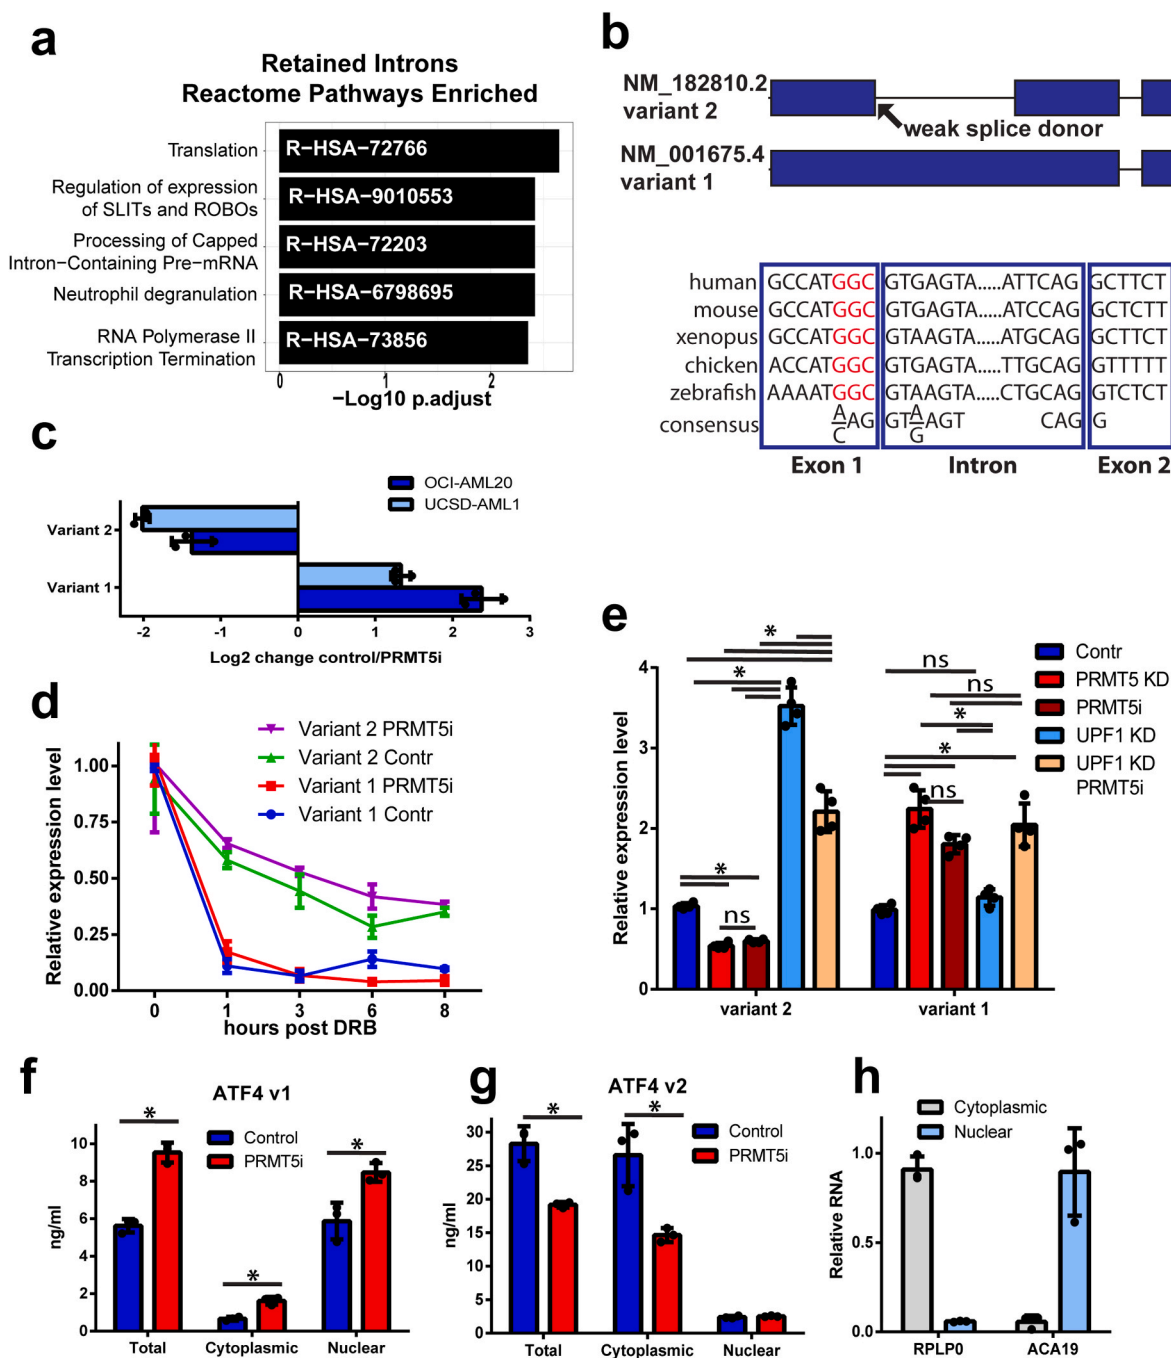 a
Retained Introns
Reactome Pathways Enriched
Translation
R-HSA-72766
Regulation of expression
of SLITs and ROBOs
R-HSA-9010553
Processing of Capped
Intron-Containing Pre-mRNA
R-HSA-72203
Neutrophil degranulation
R-HSA-6798695
RNA Polymerase II
Transcription Termination
R-HSA-73856
0 1 2
-Log10 p.adjust
b
NM_182810.2
variant 2
weak splice donor
NM_001675.4
variant 1
human GCCATGGC GTGAGTA.....ATTCAG GCTTCT
mouse GCCATGGC GTGAGTA.....ATCCAG GCTCTT
xenopus GCCATGGC GTAAGTA.....ATGCAG GCTTCT
chicken ACCATGGC GTGAGTA.....TTGCAG GTTTTT
zebrafish AAAATGGC GTAAGTA.....CTGCAG GTCTCT
consensus A/CAG GTA/GAGT CAG G
Exon 1 Intron Exon 2
c
OCI-AML20
UCSD-AML1
Variant 2
Variant 1
-2 -1 0 1 2 3
Log2 change control/PRMT5i
d
Variant 2 PRMT5i
Variant 2 Contr
Variant 1 PRMT5i
Variant 1 Contr
Relative expression level
1.00
0.75
0.50
0.25
0.00
0 1 3 6 8
hours post DRB
e
Contr
PRMT5 KD
PRMT5i
UPF1 KD
UPF1 KD
PRMT5i
Relative expression level
4
3
2
1
0
* * * ns
ns ns * * ns
variant 2 variant 1
f
ATF4 v1
Control
PRMT5i
ng/ml
10
8
6
4
2
0
* * *
Total Cytoplasmic Nuclear
g
ATF4 v2
Control
PRMT5i
ng/ml
30
25
20
15
10
5
0
* *
Total Cytoplasmic Nuclear
h
Cytoplasmic
Nuclear
Relative RNA
1.0
0.5
0.0
RPLP0 ACA19